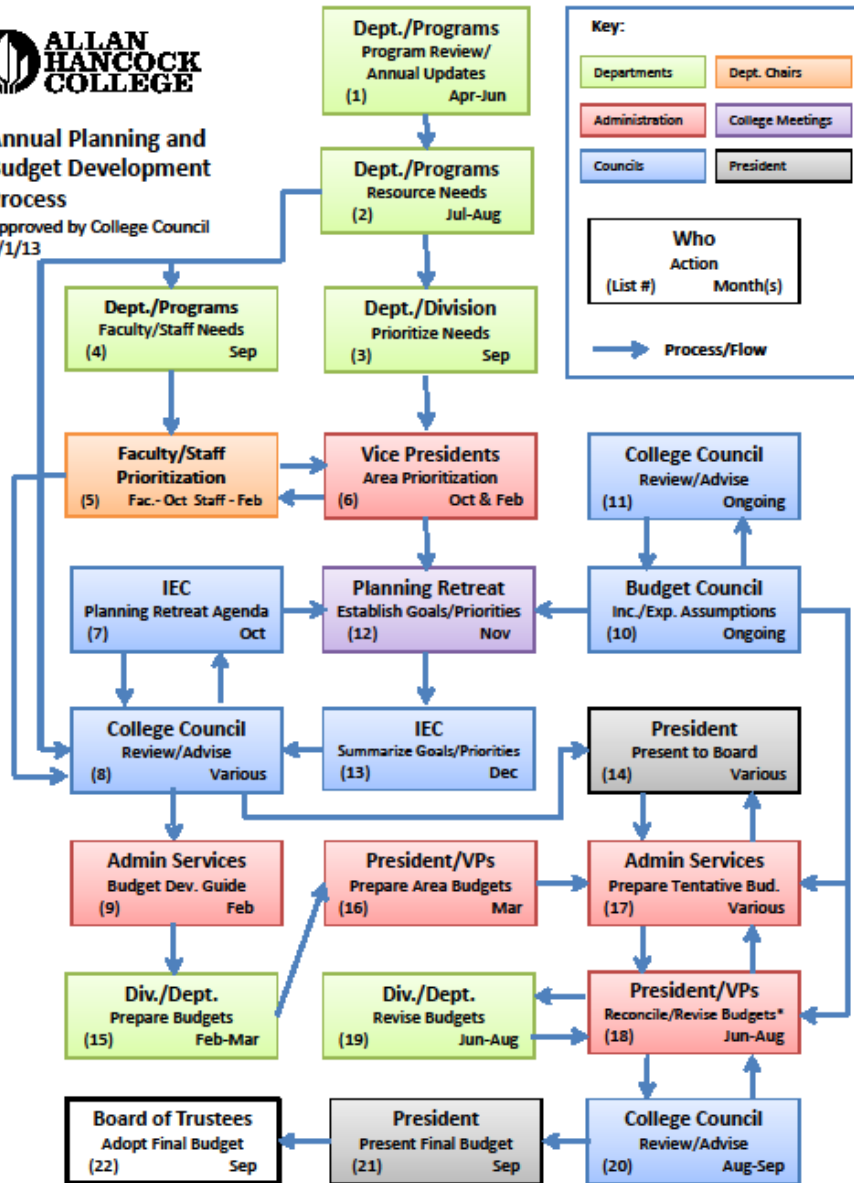 ALLAN
HANCOCK
COLLEGE
nnual Planning and
udget Development
rocess
pproved by College Council
/1/13
Dept./Programs
Program Review/
Annual Updates
(1) Apr-Jun
Key:
Departments Dept. Chairs
Administration College Meetings
Councils President
Who
Action
(List #) Month(s)
Process/Flow
Dept./Programs
Resource Needs
(2) Jul-Aug
Dept./Programs
Faculty/Staff Needs
(4) Sep
Dept./Division
Prioritize Needs
(3) Sep
Faculty/Staff
Prioritization
(5) Fac.- Oct Staff - Feb
Vice Presidents
Area Prioritization
(6) Oct & Feb
College Council
Review/Advise
(11) Ongoing
IEC
Planning Retreat Agenda
(7) Oct
Planning Retreat
Establish Goals/Priorities
(12) Nov
Budget Council
Inc./Exp. Assumptions
(10) Ongoing
College Council
Review/Advise
(8) Various
IEC
Summarize Goals/Priorities
(13) Dec
President
Present to Board
(14) Various
Admin Services
Budget Dev. Guide
(9) Feb
President/VPs
Prepare Area Budgets
(16) Mar
Admin Services
Prepare Tentative Bud.
(17) Various
Div./Dept.
Prepare Budgets
(15) Feb-Mar
Div./Dept.
Revise Budgets
(19) Jun-Aug
President/VPs
Reconcile/Revise Budgets*
(18) Jun-Aug
Board of Trustees
Adopt Final Budget
(22) Sep
President
Present Final Budget
(21) Sep
College Council
Review/Advise
(20) Aug-Sep